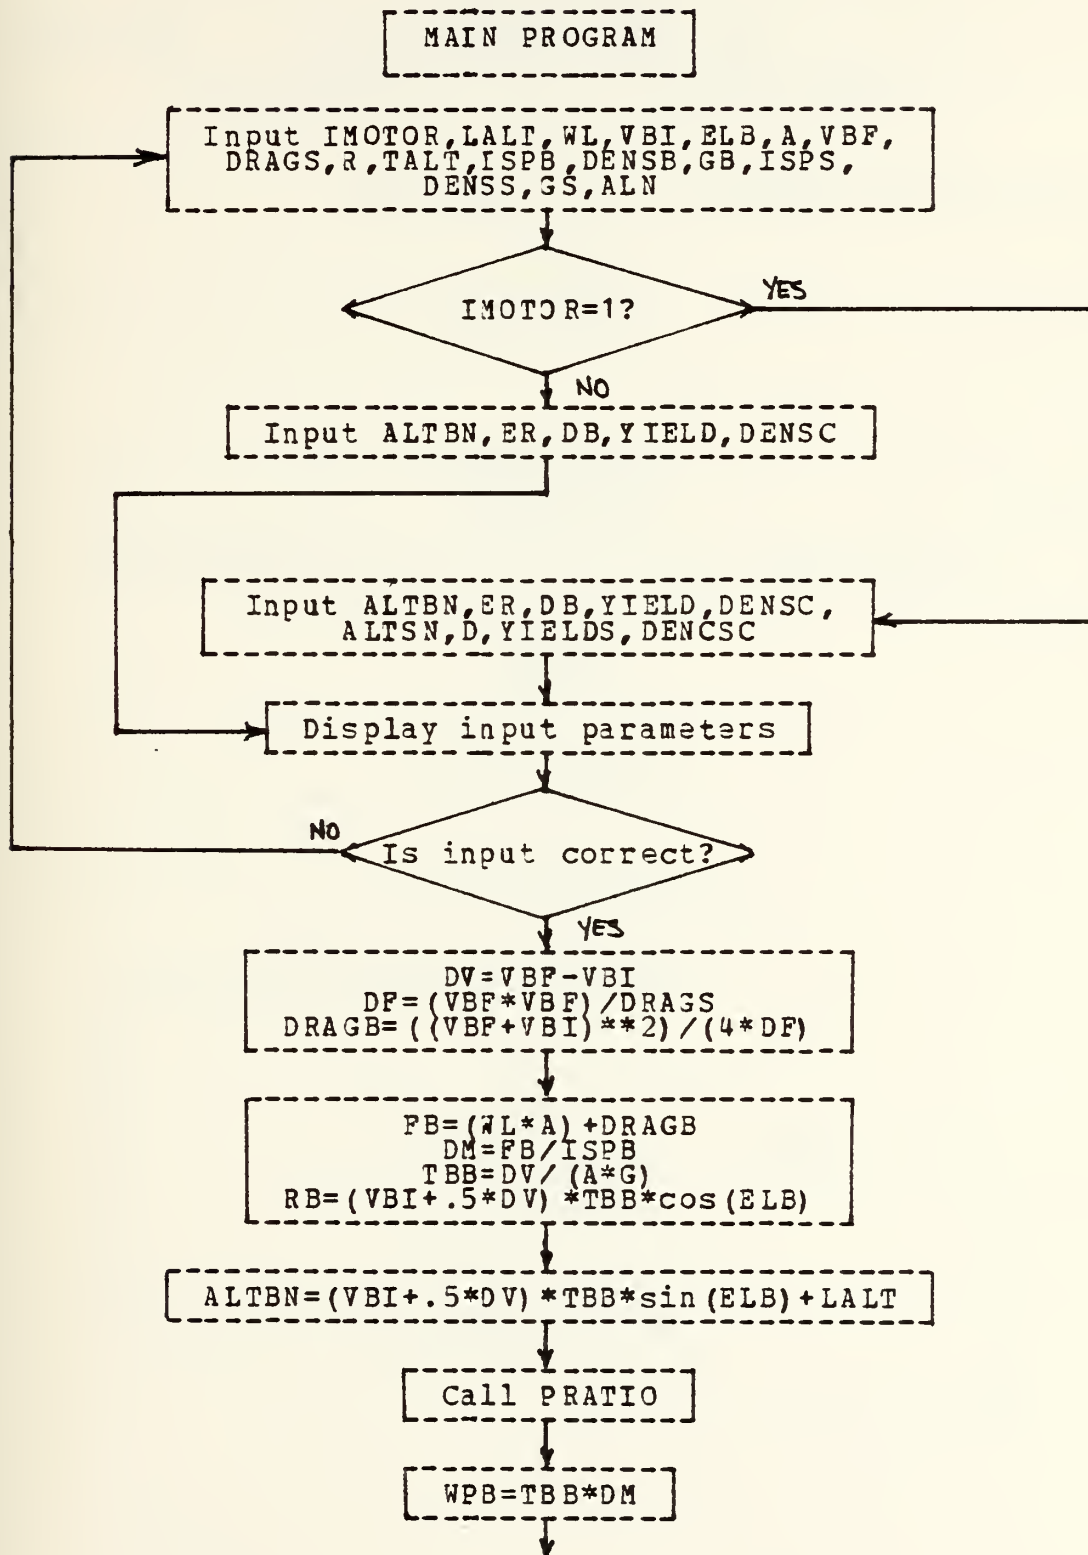 MAIN PROGRAM
Input IMOTOR,LALT,WL,VBI,ELB,A,VBF,
DRAGS,R,TALT,ISPB,DENSB,GB,ISPS,
DENSS,GS,ALN
IMOTOR=1?
YES
NO
Input ALTBN,ER,DB,YIELD,DENSC
Input ALTBN,ER,DB,YIELD,DENSC,
ALTSN,D,YIELDS,DENCSC
Display input parameters
NO
Is input correct?
YES
DV=VBF-VBI
DF=(VBF*VBF)/DRAGS
DRAGB=((VBF+VBI)**2)/(4*DF)
FB=(WL*A)+DRAGB
DM=FB/ISPB
TBB=DV/(A*G)
RB=(VBI+.5*DV)*TBB*cos(ELB)
ALTBN=(VBI+.5*DV)*TBB*sin(ELB)+LALT
Call PRATIO
WPB=TBB*DM